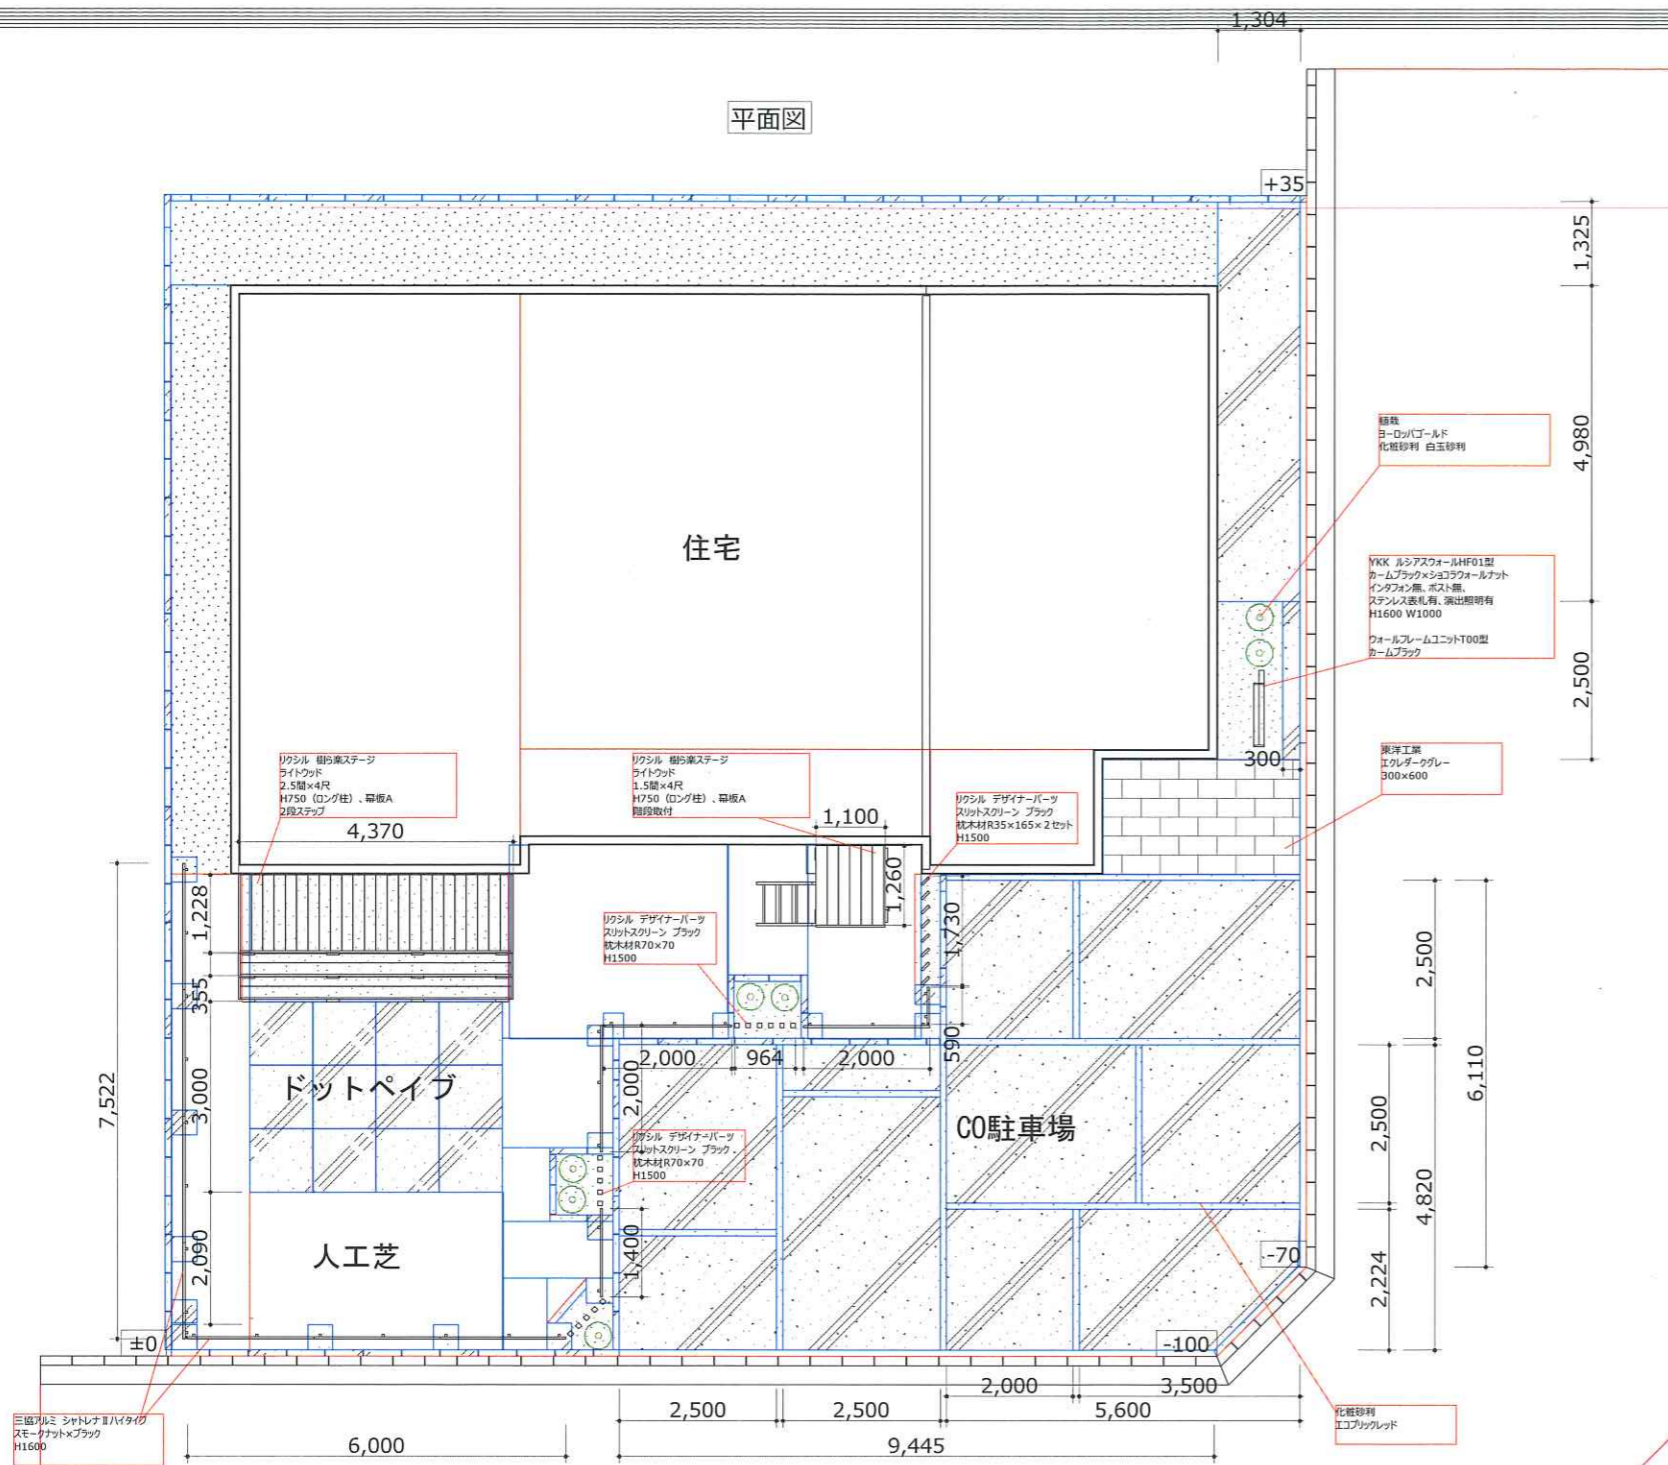 1,304
平面図
+35
1,325
4,980
植栽
ヨーロッパゴールド
化粧砂利 白玉砂利
住宅
YKK ルシアスウォールHF01型
カームブラック×ショコラウォールナット
インタフォン無、ポスト無、
ステンレス表札有、演出照明有
H1600 W1000
ウォールフレームユニットT00型
カームブラック
2,500
300
東洋工業
エクレダークグレー
300×600
リクシル 樹ら楽ステージ
ライトウッド
2.5間×4尺
H750（ロング柱）、幕板A
2段ステップ
4,370
リクシル 樹ら楽ステージ
ライトウッド
1.5間×4尺
H750（ロング柱）、幕板A
階段取付
1,100
リクシル デザイナーパーツ
スリットスクリーン ブラック
枕木材R35×165×2セット
H1500
1,260
1,228
1,730
リクシル デザイナーパーツ
スリットスクリーン ブラック
枕木材R70×70
H1500
2,500
355
590
2,000
964
2,000
6,110
7,522
3,000
ドットペイブ
2,000
CO駐車場
2,500
リクシル デザイナーパーツ
スリットスクリーン ブラック
枕木材R70×70
H1500
4,820
2,090
人工芝
1,400
-70
2,224
±0
-100
2,000
3,500
2,500
2,500
5,600
三協アルミ シャトレナⅡハイタイプ
スモークナット×ブラック
H1600
6,000
9,445
化粧砂利
エコブリックレッド